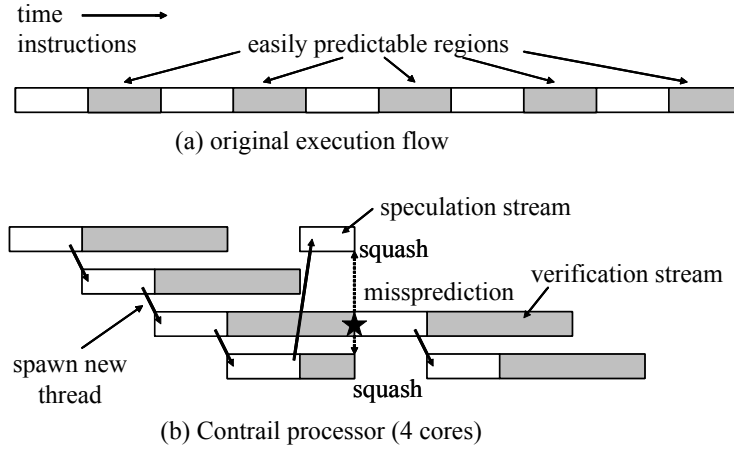 time
instructions
easily predictable regions
(a) original execution flow
speculation stream
squash
verification stream
missprediction
spawn new
thread
squash
(b) Contrail processor (4 cores)